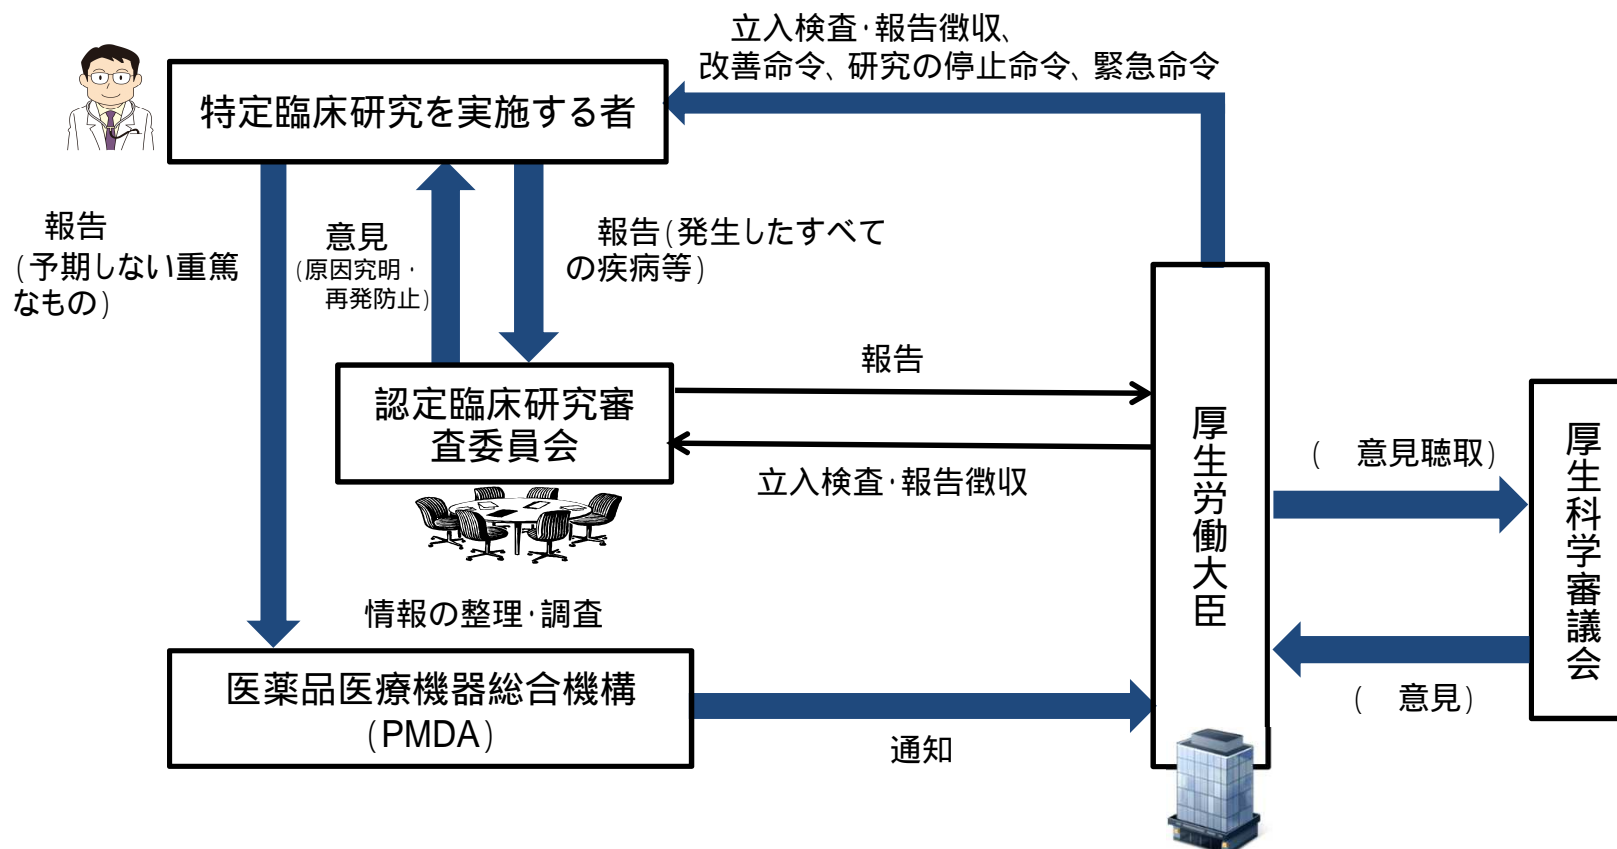 立入検査・報告徴収、
改善命令、研究の停止命令、緊急命令
特定臨床研究を実施する者
報告
(予期しない重篤
なもの)
意見
(原因究明・
再発防止)
報告(発生したすべて
の疾病等)
認定臨床研究審
査委員会
報告
立入検査・報告徴収
厚生労働大臣
( 意見聴取)
( 意見)
厚生科学審議会
情報の整理・調査
医薬品医療機器総合機構
(PMDA)
通知